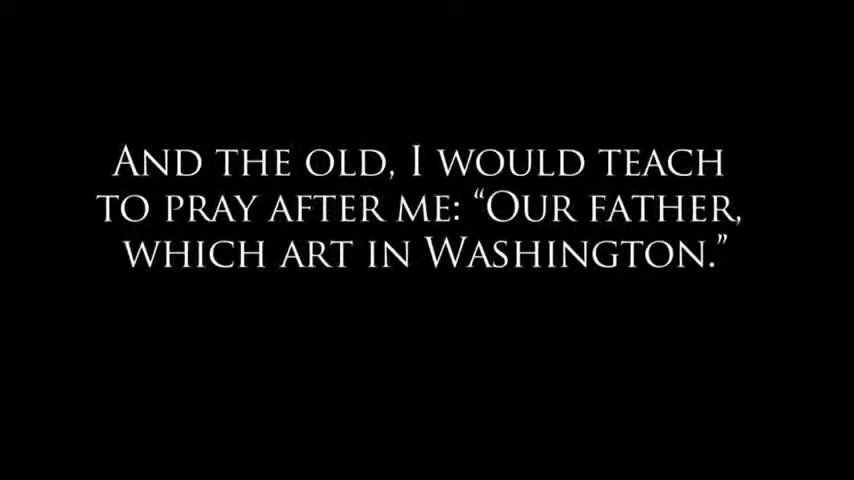 And the old, I would teach
to pray after me: “Our father,
which art in Washington.”